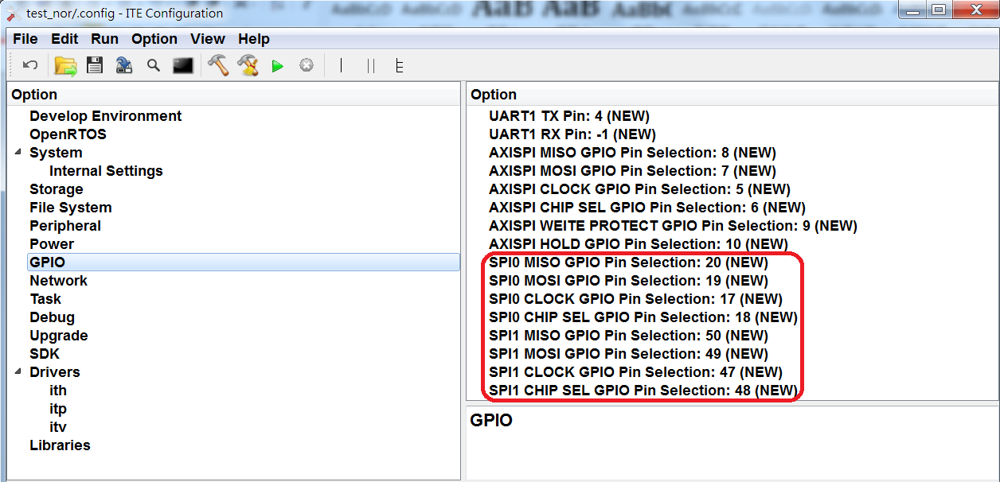 test_nor/.config - ITE Configuration
File Edit Run Option View Help
Option
Develop Environment
OpenRTOS
System
Internal Settings
Storage
File System
Peripheral
Power
GPIO
Network
Task
Debug
Upgrade
SDK
Drivers
ith
itp
itv
Libraries
Option
UART1 TX Pin: 4 (NEW)
UART1 RX Pin: -1 (NEW)
AXISPI MISO GPIO Pin Selection: 8 (NEW)
AXISPI MOSI GPIO Pin Selection: 7 (NEW)
AXISPI CLOCK GPIO Pin Selection: 5 (NEW)
AXISPI CHIP SEL GPIO Pin Selection: 6 (NEW)
AXISPI WEITE PROTECT GPIO Pin Selection: 9 (NEW)
AXISPI HOLD GPIO Pin Selection: 10 (NEW)
SPI0 MISO GPIO Pin Selection: 20 (NEW)
SPI0 MOSI GPIO Pin Selection: 19 (NEW)
SPI0 CLOCK GPIO Pin Selection: 17 (NEW)
SPI0 CHIP SEL GPIO Pin Selection: 18 (NEW)
SPI1 MISO GPIO Pin Selection: 50 (NEW)
SPI1 MOSI GPIO Pin Selection: 49 (NEW)
SPI1 CLOCK GPIO Pin Selection: 47 (NEW)
SPI1 CHIP SEL GPIO Pin Selection: 48 (NEW)
GPIO